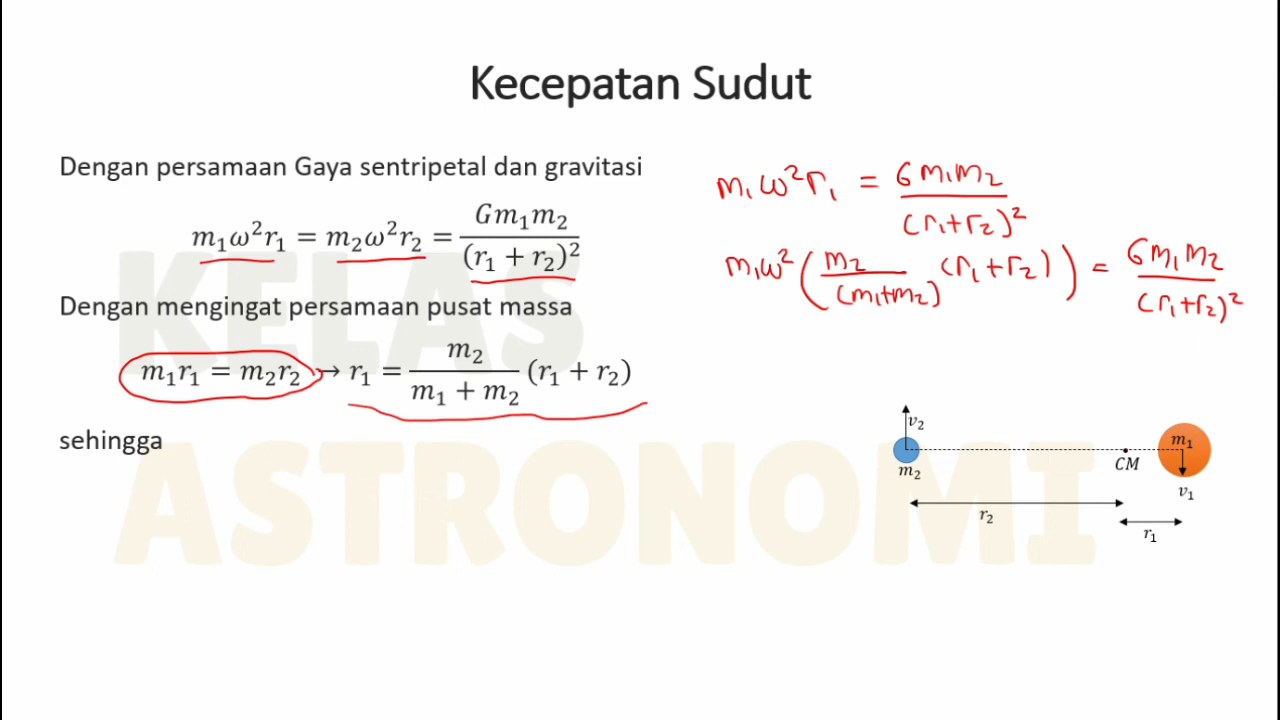 Kecepatan Sudut
Dengan persamaan Gaya sentripetal dan gravitasi
m₁ω²r₁ = m₂ω²r₂ = Gm₁m₂ / (r₁ + r₂)²
Dengan mengingat persamaan pusat massa
m₁r₁ = m₂r₂ → r₁ = m₂ / (m₁ + m₂) (r₁ + r₂)
sehingga
m₁ω²r₁ = Gm₁m₂ / (r₁+r₂)²
m₁ω² (m₂ / (m₁+m₂) (r₁+r₂)) = Gm₁m₂ / (r₁+r₂)²
v₂
m₂
CM
m₁
v₁
r₂
r₁
KELAS
ASTRONOMI